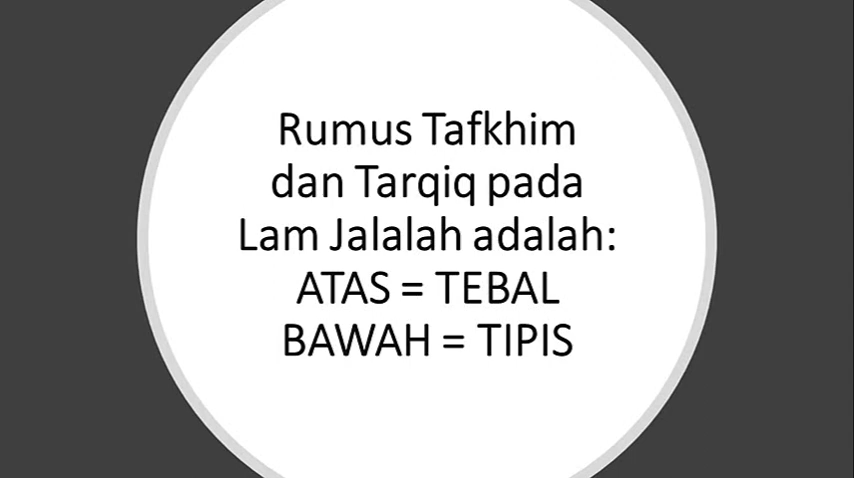 Rumus Tafkhim
dan Tarqiq pada
Lam Jalalah adalah:
ATAS = TEBAL
BAWAH = TIPIS